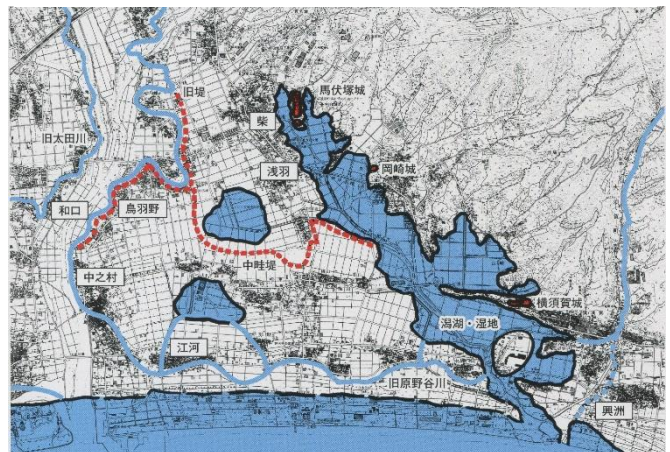 旧堤
馬伏塚城
柴
旧太田川
浅羽
岡崎城
和口
鳥羽野
中畦堤
中之村
横須賀城
潟湖・湿地
江河
旧原野谷川
興洲